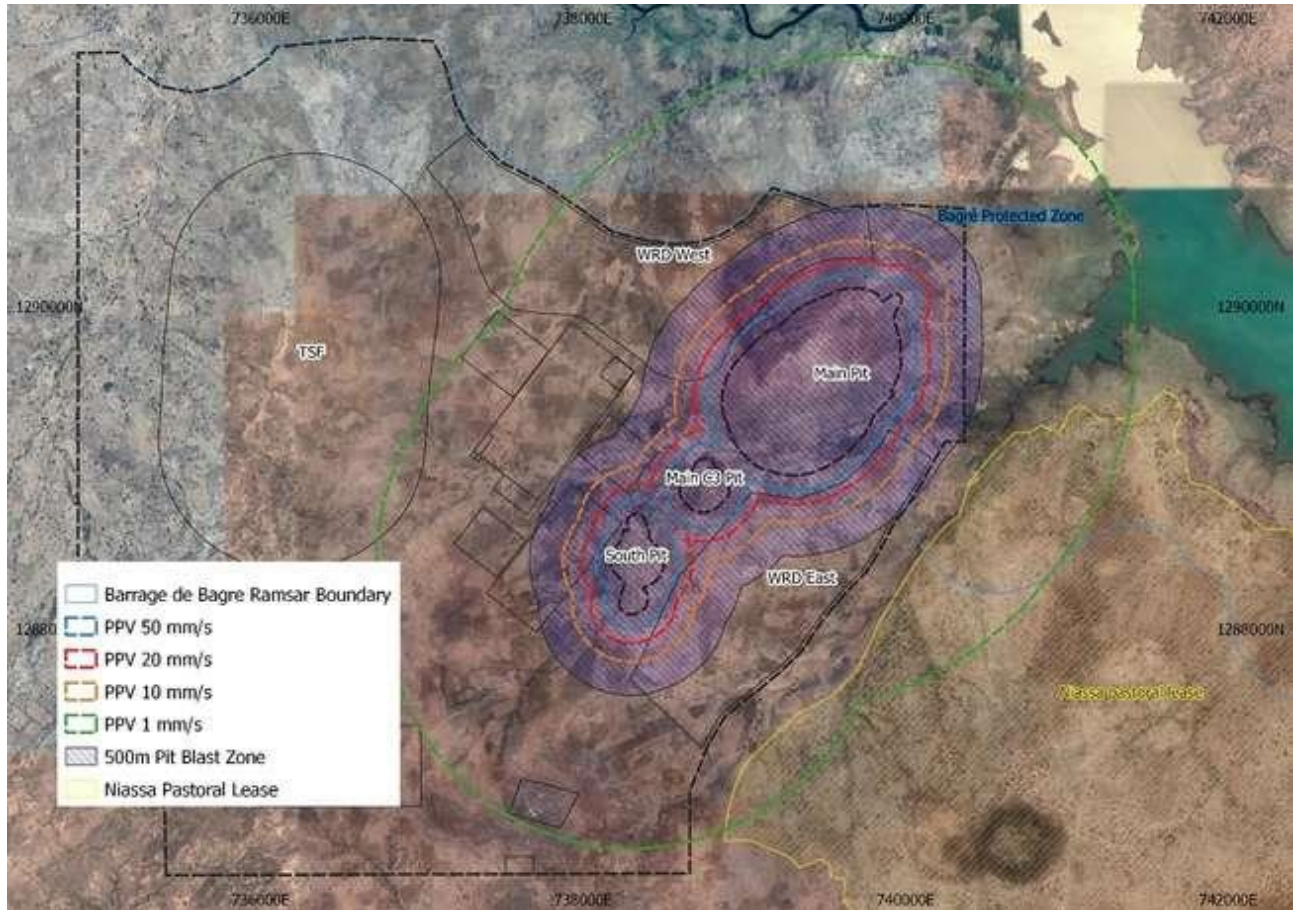 736000E
738000E
740000E
742000E
Bagré Protected Zone
WRD West
1290000N
1290000N
TSF
Main Pit
Main C3 Pit
South Pit
WRD East
1288000N
Niassa Pastoral lease
Barrage de Bagre Ramsar Boundary
PPV 50 mm/s
PPV 20 mm/s
PPV 10 mm/s
PPV 1 mm/s
500m Pit Blast Zone
Niassa Pastoral Lease
736000E
738000E
740000E
742000E